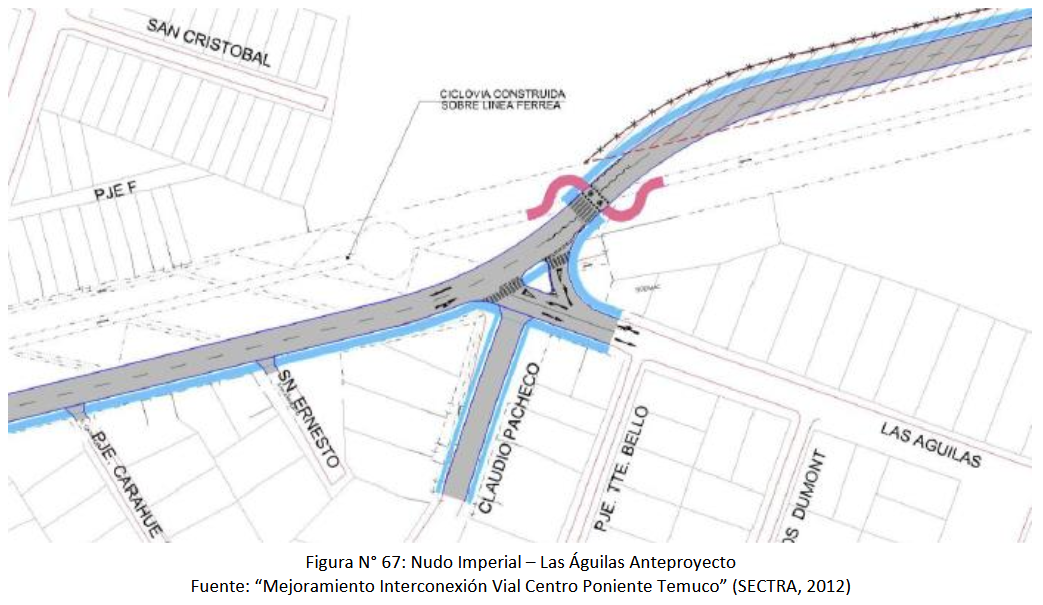 SAN CRISTOBAL
CICLOVIA CONSTRUIDA
SOBRE LINEA FERREA
PJE F
SN. ERNESTO
PJE. CARAHUE
CLAUDIO PACHECO
PJE. TTE. BELLO
LAS AGUILAS
OS DUMONT
Figura N° 67: Nudo Imperial – Las Águilas Anteproyecto
Fuente: “Mejoramiento Interconexión Vial Centro Poniente Temuco” (SECTRA, 2012)